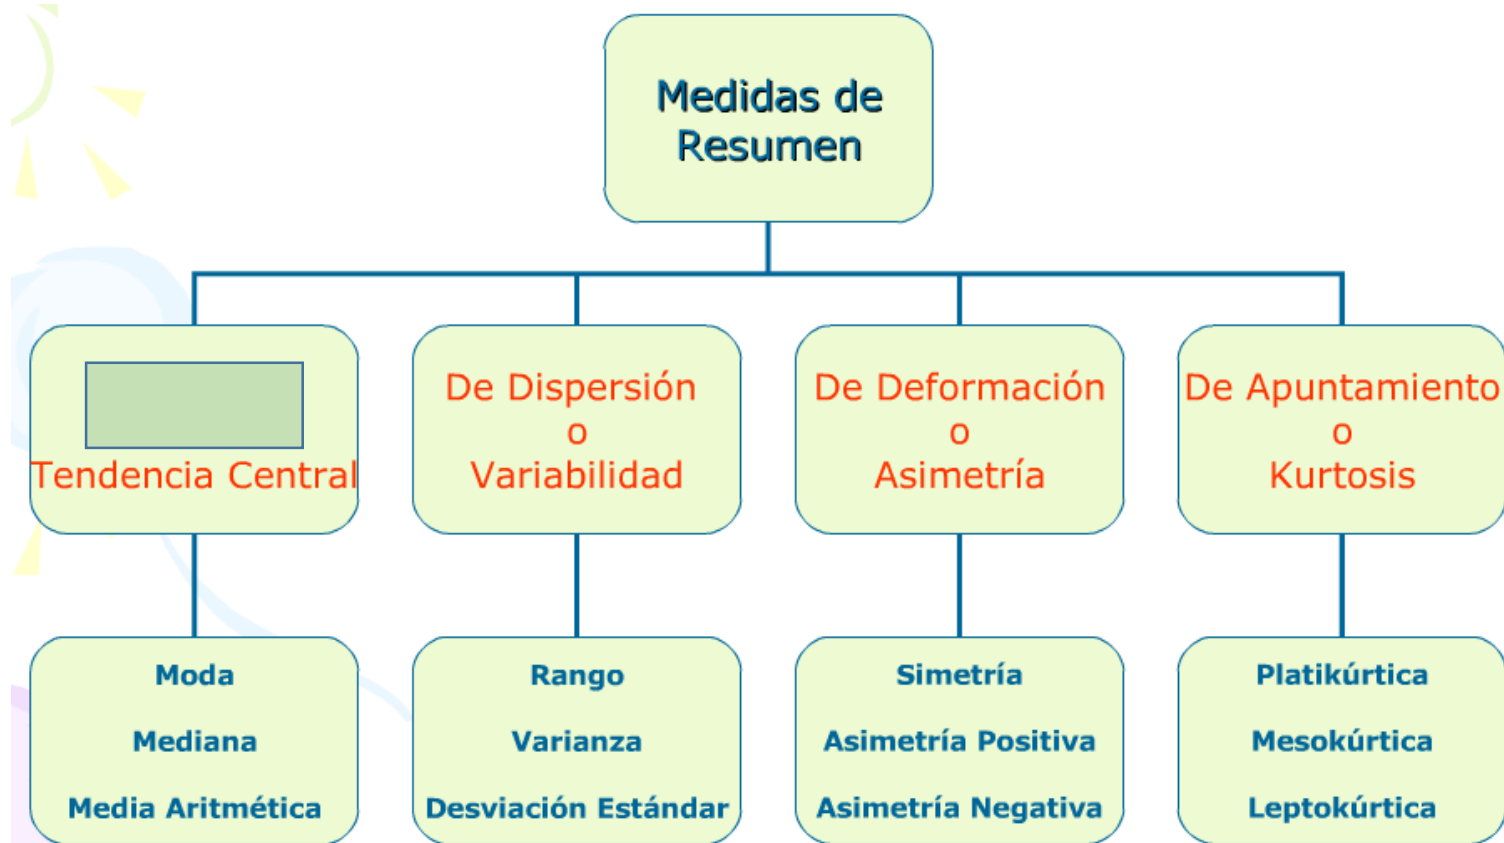 Medidas de
Resumen
Tendencia Central
De Dispersión
o
Variabilidad
De Deformación
o
Asimetría
De Apuntamiento
o
Kurtosis
Moda
Mediana
Media Aritmética
Rango
Varianza
Desviación Estándar
Simetría
Asimetría Positiva
Asimetría Negativa
Platikúrtica
Mesokúrtica
Leptokúrtica